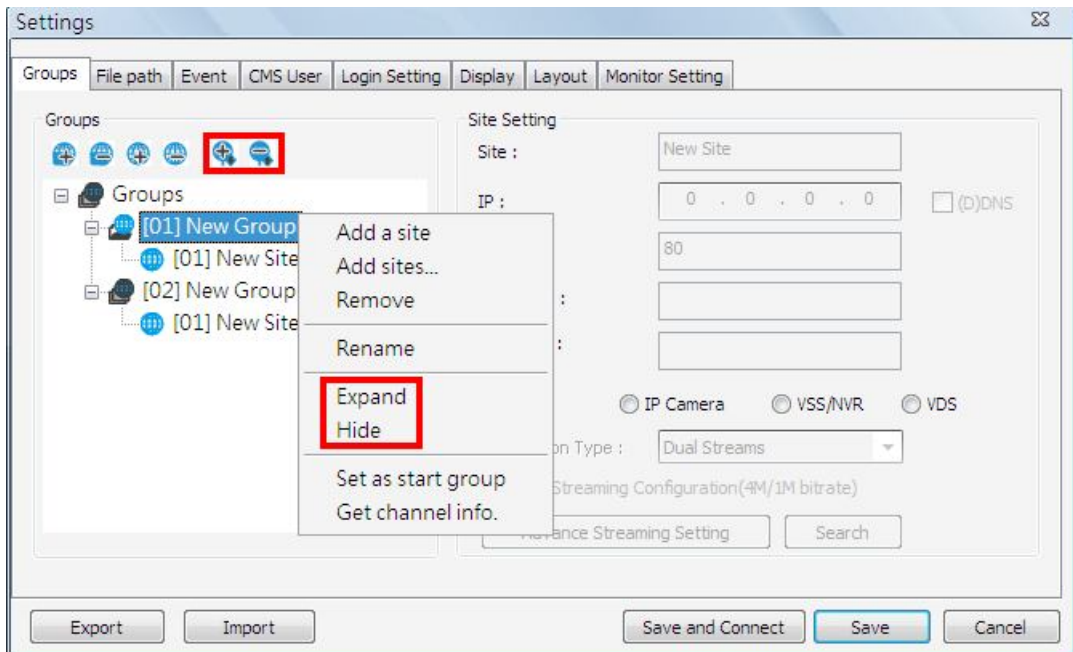 Settings
Groups File path Event CMS User Login Setting Display Layout Monitor Setting
Groups
Groups
[01] New Group
[01] New Site
[02] New Group
[01] New Site
Add a site
Add sites...
Remove
Rename
Expand
Hide
Set as start group
Get channel info.
Site Setting
Site : New Site
IP : 0 . 0 . 0 . 0 (D)DNS
80
:
:
IP Camera VSS/NVR VDS
on Type : Dual Streams
Streaming Configuration(4M/1M bitrate)
Advance Streaming Setting Search
Export Import Save and Connect Save Cancel